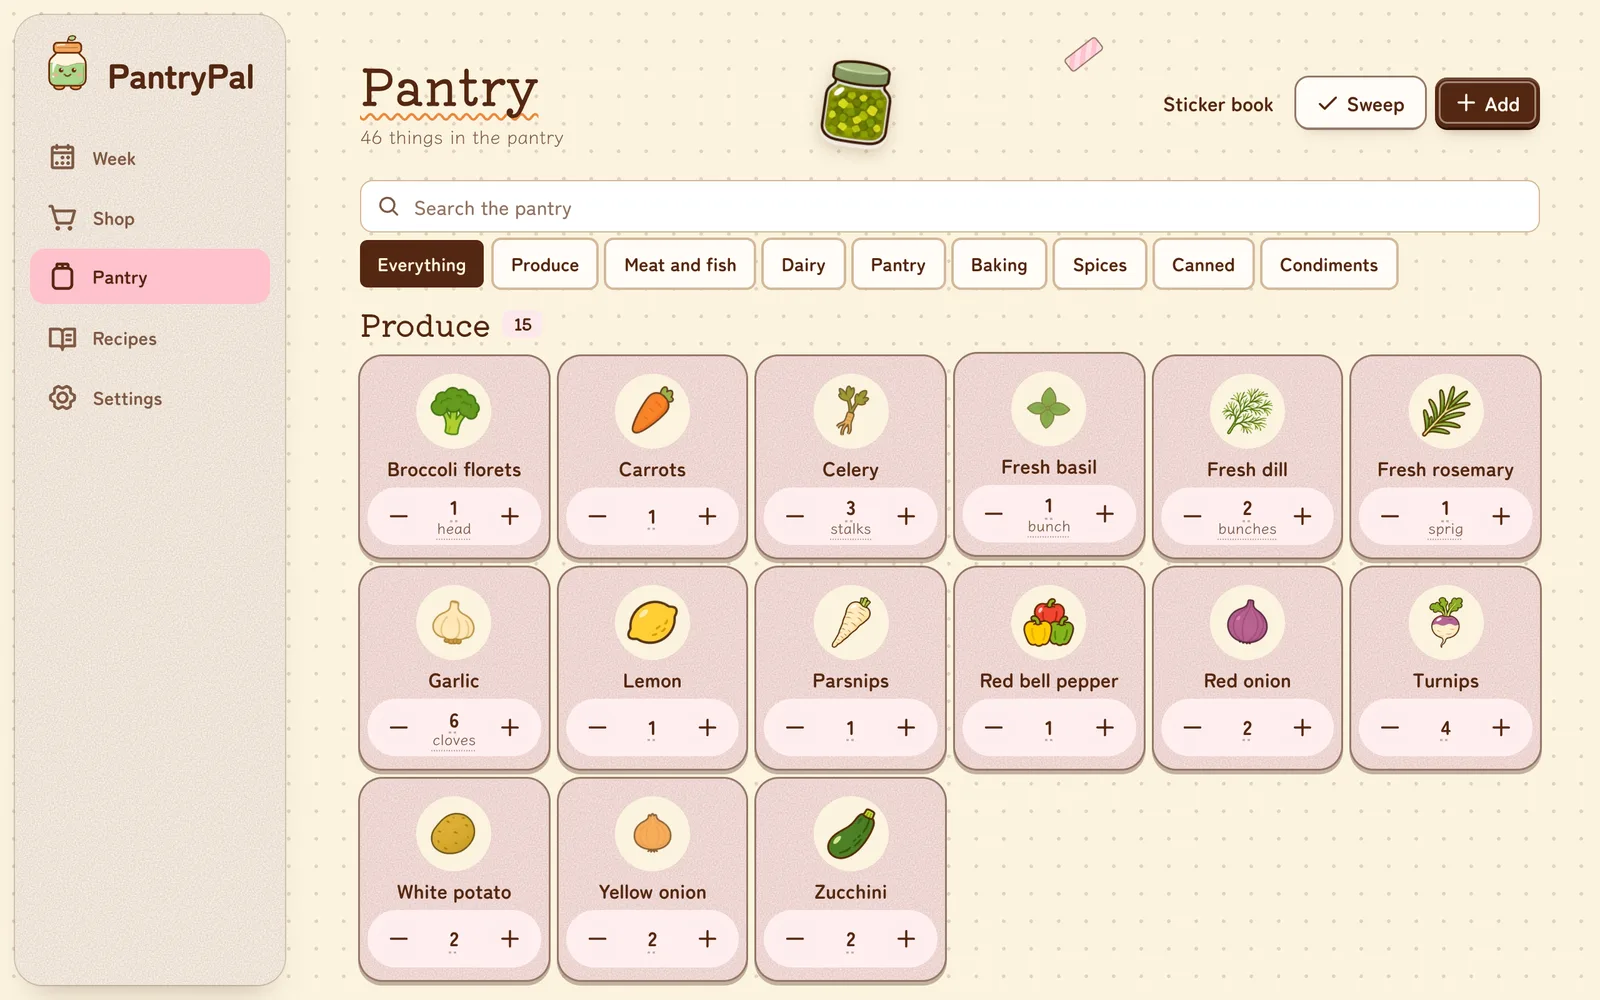 PantryPal
Week
Shop
Pantry
Recipes
Settings
Pantry
46 things in the pantry
Sticker book
Sweep
Add
Search the pantry
Everything
Produce
Meat and fish
Dairy
Pantry
Baking
Spices
Canned
Condiments
Produce 15
Broccoli florets
1
head
Carrots
1
Celery
3
stalks
Fresh basil
1
bunch
Fresh dill
2
bunches
Fresh rosemary
1
sprig
Garlic
6
cloves
Lemon
1
Parsnips
1
Red bell pepper
1
Red onion
2
Turnips
4
White potato
2
Yellow onion
2
Zucchini
2